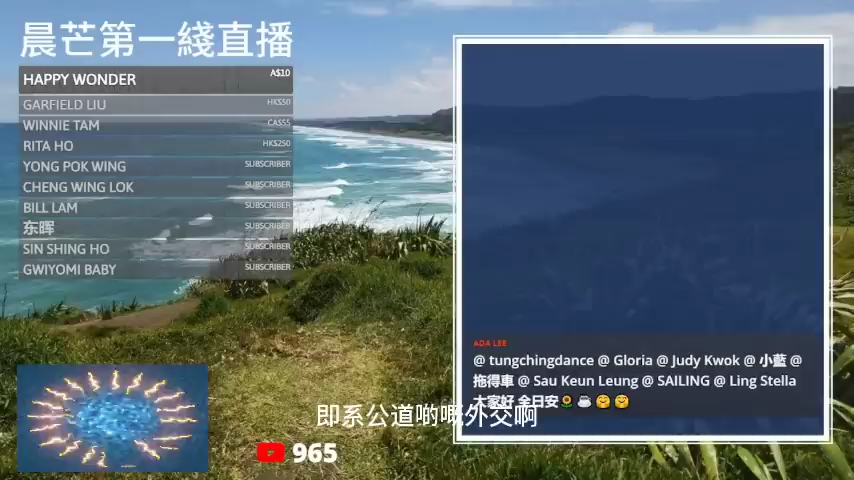 晨芒第一綫直播
HAPPY WONDER A$10
GARFIELD LIU HK$50
WINNIE TAM CA$55
RITA HO HK$250
YONG POK WING SUBSCRIBER
CHENG WING LOK SUBSCRIBER
BILL LAM SUBSCRIBER
东晖 SUBSCRIBER
SIN SHING HO SUBSCRIBER
GWIYOMI BABY SUBSCRIBER
ADA LEE
@ tungchingdance @ Gloria @ Judy Kwok @ 小藍 @
拖得車 @ Sau Keun Leung @ SAILING @ Ling Stella
大家好 全日安🌻 ☕ 🤗 🤗
即系公道啲嘅外交啊
965